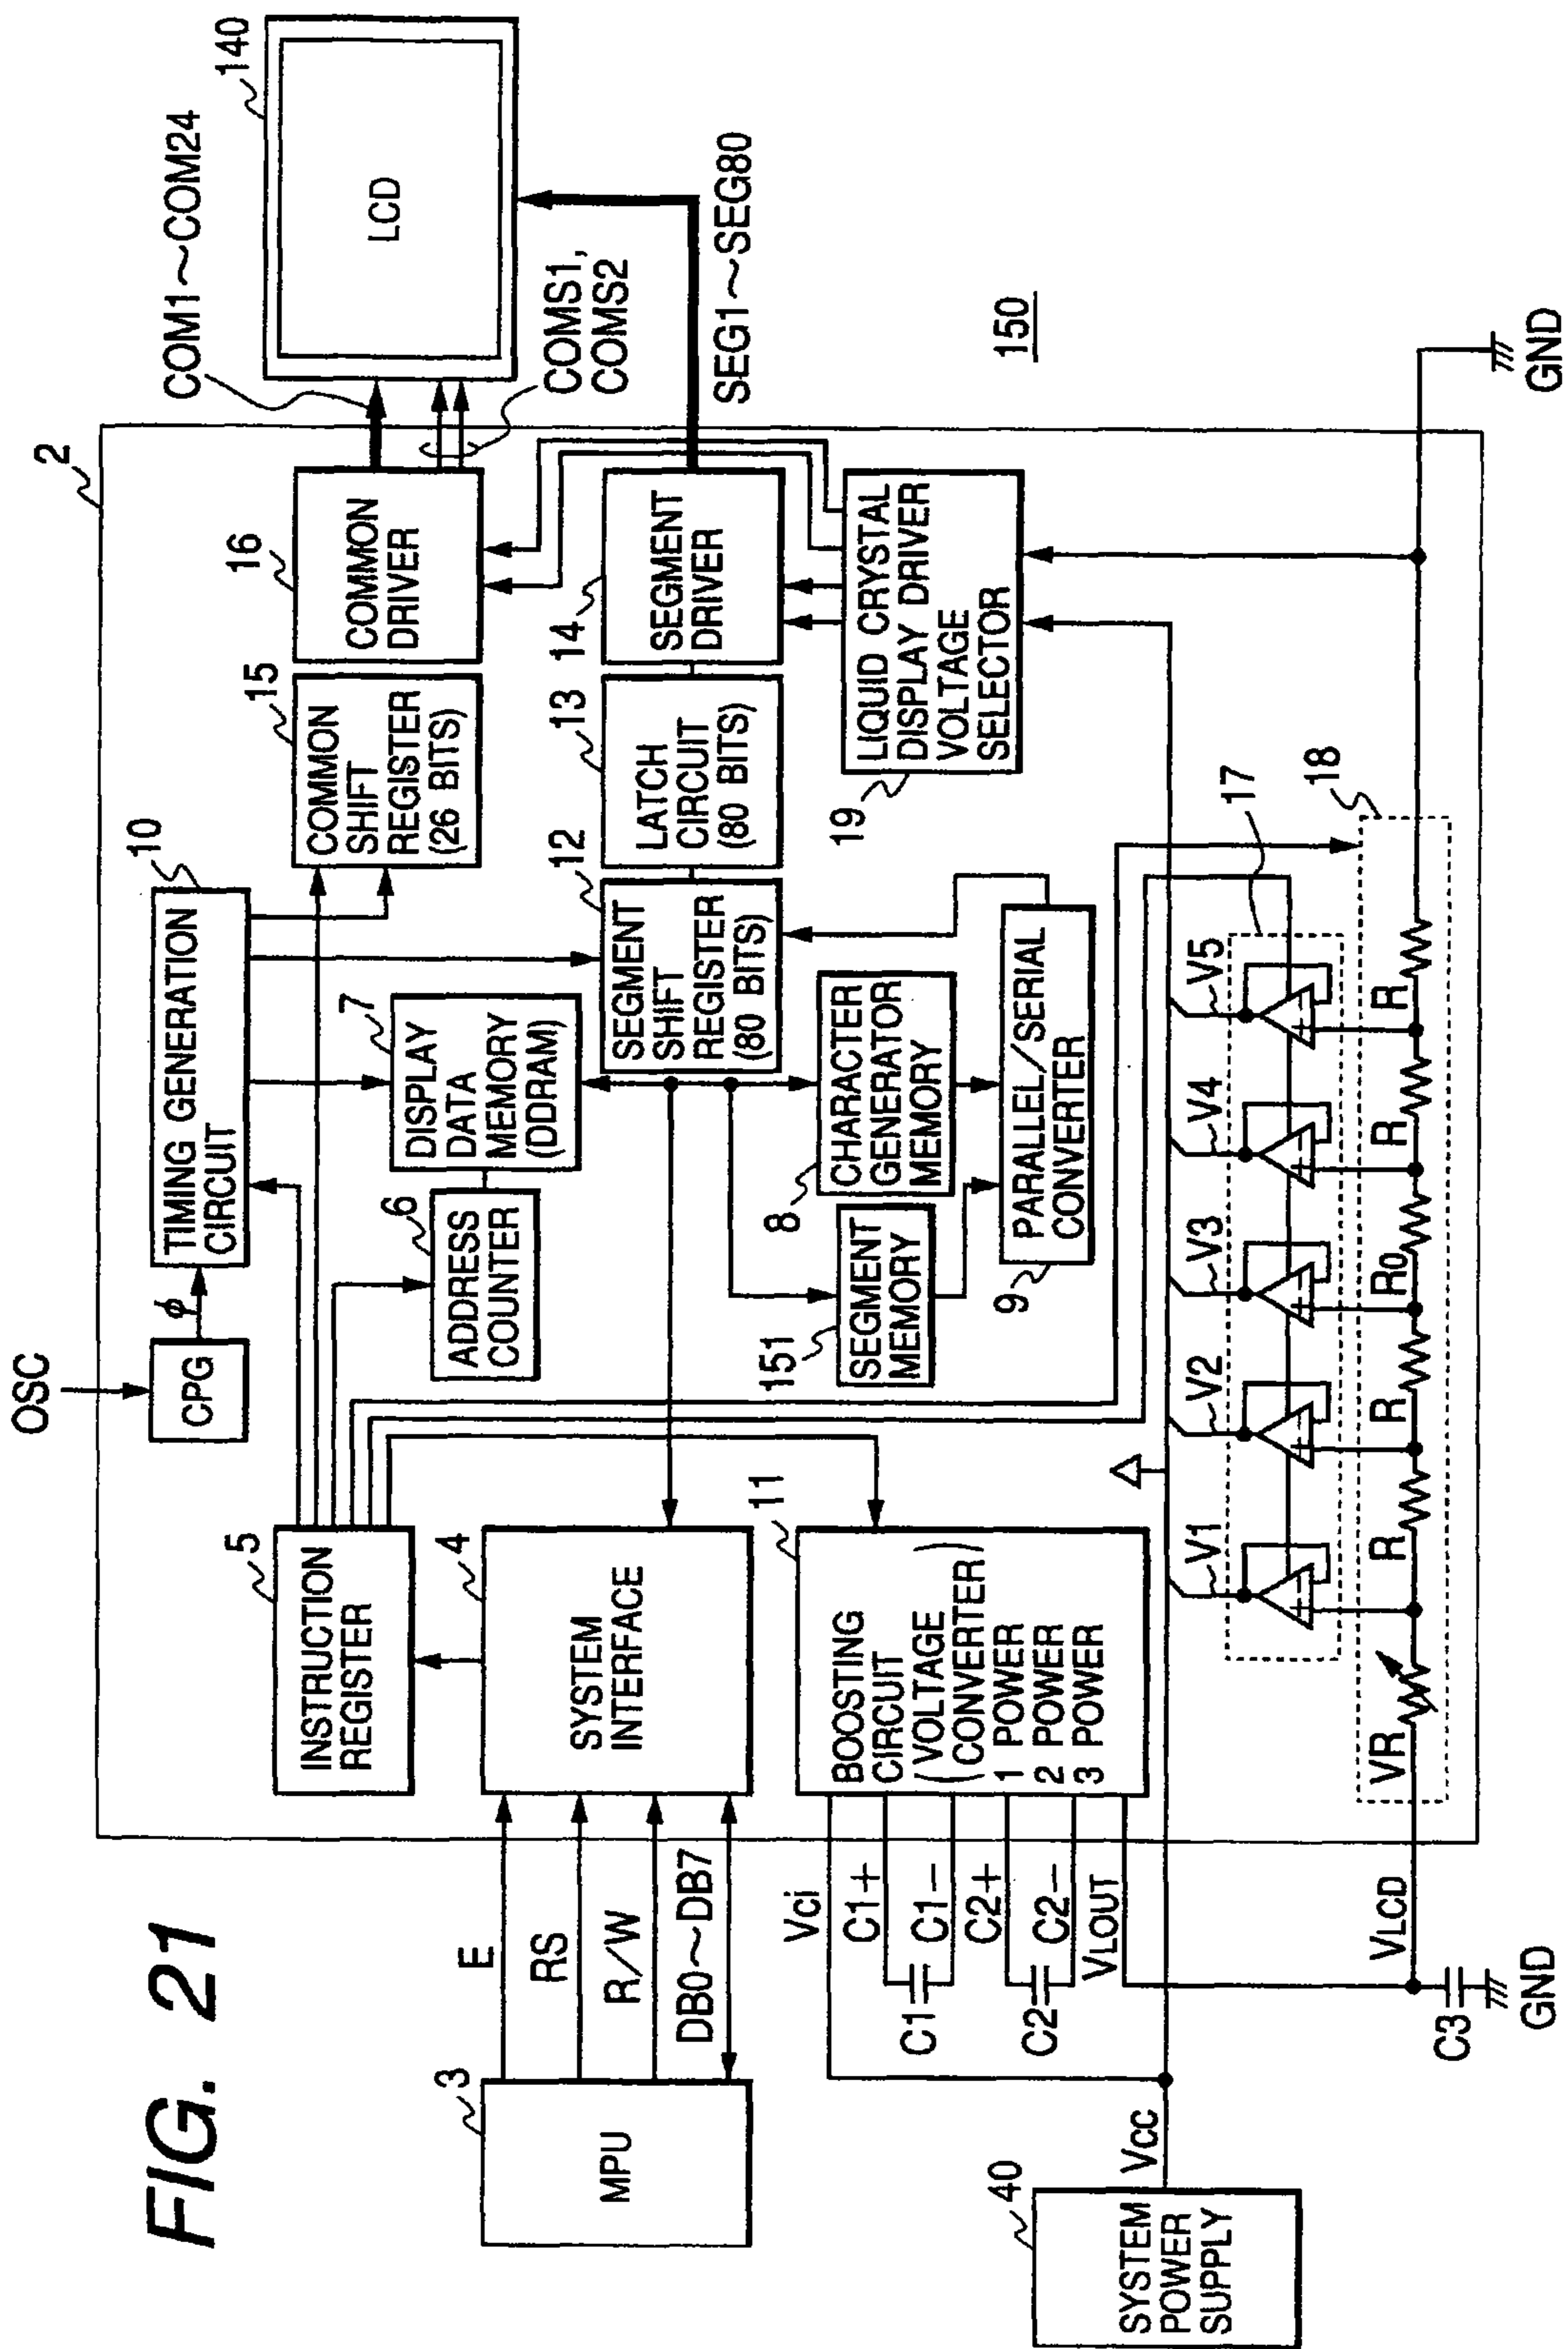 FIG. 21
OSC
CPG
φ
10
TIMING GENERATION
CIRCUIT
2
140
LCD
COM1~COM24
COMS1,
COMS2
SEG1~SEG80
150
5
INSTRUCTION
REGISTER
6
ADDRESS
COUNTER
7
DISPLAY
DATA
MEMORY
(DDRAM)
15
COMMON
SHIFT
REGISTER
(26 BITS)
16
COMMON
DRIVER
3
MPU
E
RS
R/W
DB0~DB7
4
SYSTEM
INTERFACE
12
SEGMENT
SHIFT
REGISTER
(80 BITS)
13
LATCH
CIRCUIT
(80 BITS)
14
SEGMENT
DRIVER
151
SEGMENT
MEMORY
8
CHARACTER
GENERATOR
MEMORY
9
PARALLEL/SERIAL
CONVERTER
19
LIQUID CRYSTAL
DISPLAY DRIVER
VOLTAGE
SELECTOR
11
BOOSTING
CIRCUIT
(VOLTAGE
CONVERTER)
1 POWER
2 POWER
3 POWER
Vci
C1+
C1
C1-
C2+
C2
C2-
VLOUT
40
SYSTEM
POWER
SUPPLY
Vcc
V1
V2
V3
V4
V5
17
18
VLCD
VR
R
R
R0
R
R
C3
GND
GND